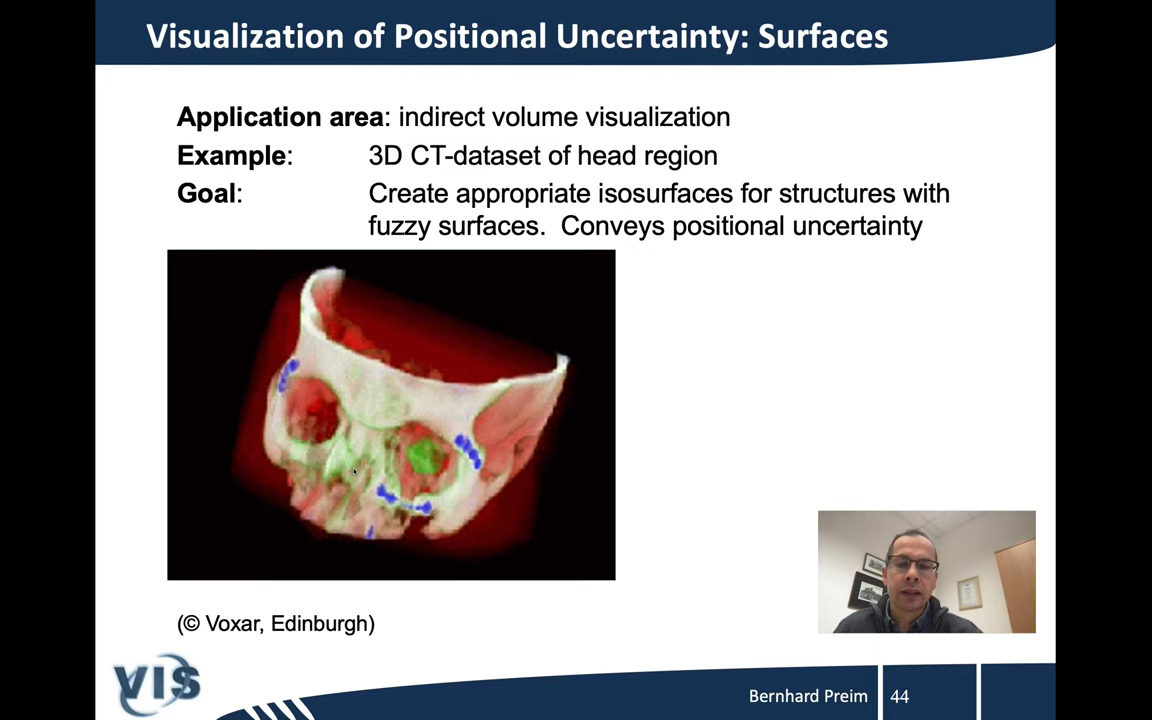 Visualization of Positional Uncertainty: Surfaces
Application area: indirect volume visualization
Example: 3D CT-dataset of head region
Goal: Create appropriate isosurfaces for structures with
fuzzy surfaces. Conveys positional uncertainty
(© Voxar, Edinburgh)
VIS
Bernhard Preim 44